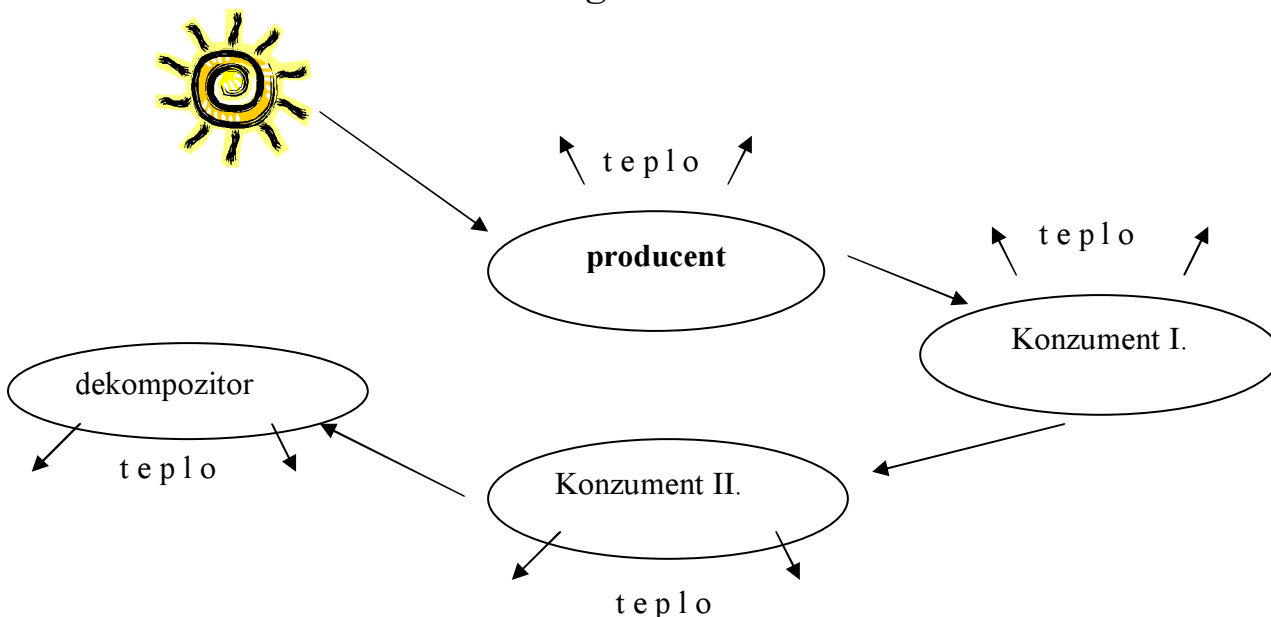 t e p l o
producent
t e p l o
Konzument I.
dekompozitor
t e p l o
Konzument II.
t e p l o